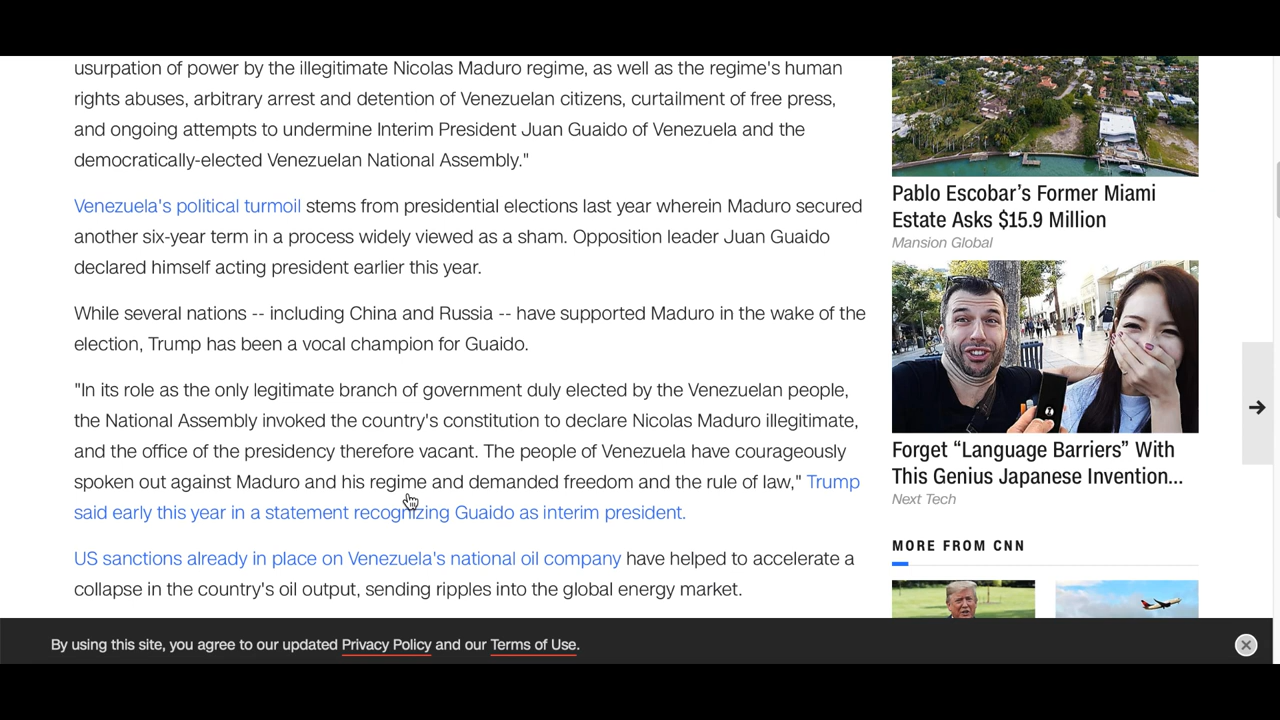 usurpation of power by the illegitimate Nicolas Maduro regime, as well as the regime's human
rights abuses, arbitrary arrest and detention of Venezuelan citizens, curtailment of free press,
and ongoing attempts to undermine Interim President Juan Guaido of Venezuela and the
democratically-elected Venezuelan National Assembly."
Venezuela's political turmoil stems from presidential elections last year wherein Maduro secured
another six-year term in a process widely viewed as a sham. Opposition leader Juan Guaido
declared himself acting president earlier this year.
While several nations -- including China and Russia -- have supported Maduro in the wake of the
election, Trump has been a vocal champion for Guaido.
"In its role as the only legitimate branch of government duly elected by the Venezuelan people,
the National Assembly invoked the country's constitution to declare Nicolas Maduro illegitimate,
and the office of the presidency therefore vacant. The people of Venezuela have courageously
spoken out against Maduro and his regime and demanded freedom and the rule of law," Trump
said early this year in a statement recognizing Guaido as interim president.
US sanctions already in place on Venezuela's national oil company have helped to accelerate a
collapse in the country's oil output, sending ripples into the global energy market.
Pablo Escobar's Former Miami
Estate Asks $15.9 Million
Mansion Global
Forget “Language Barriers” With
This Genius Japanese Invention...
Next Tech
MORE FROM CNN
By using this site, you agree to our updated Privacy Policy and our Terms of Use.